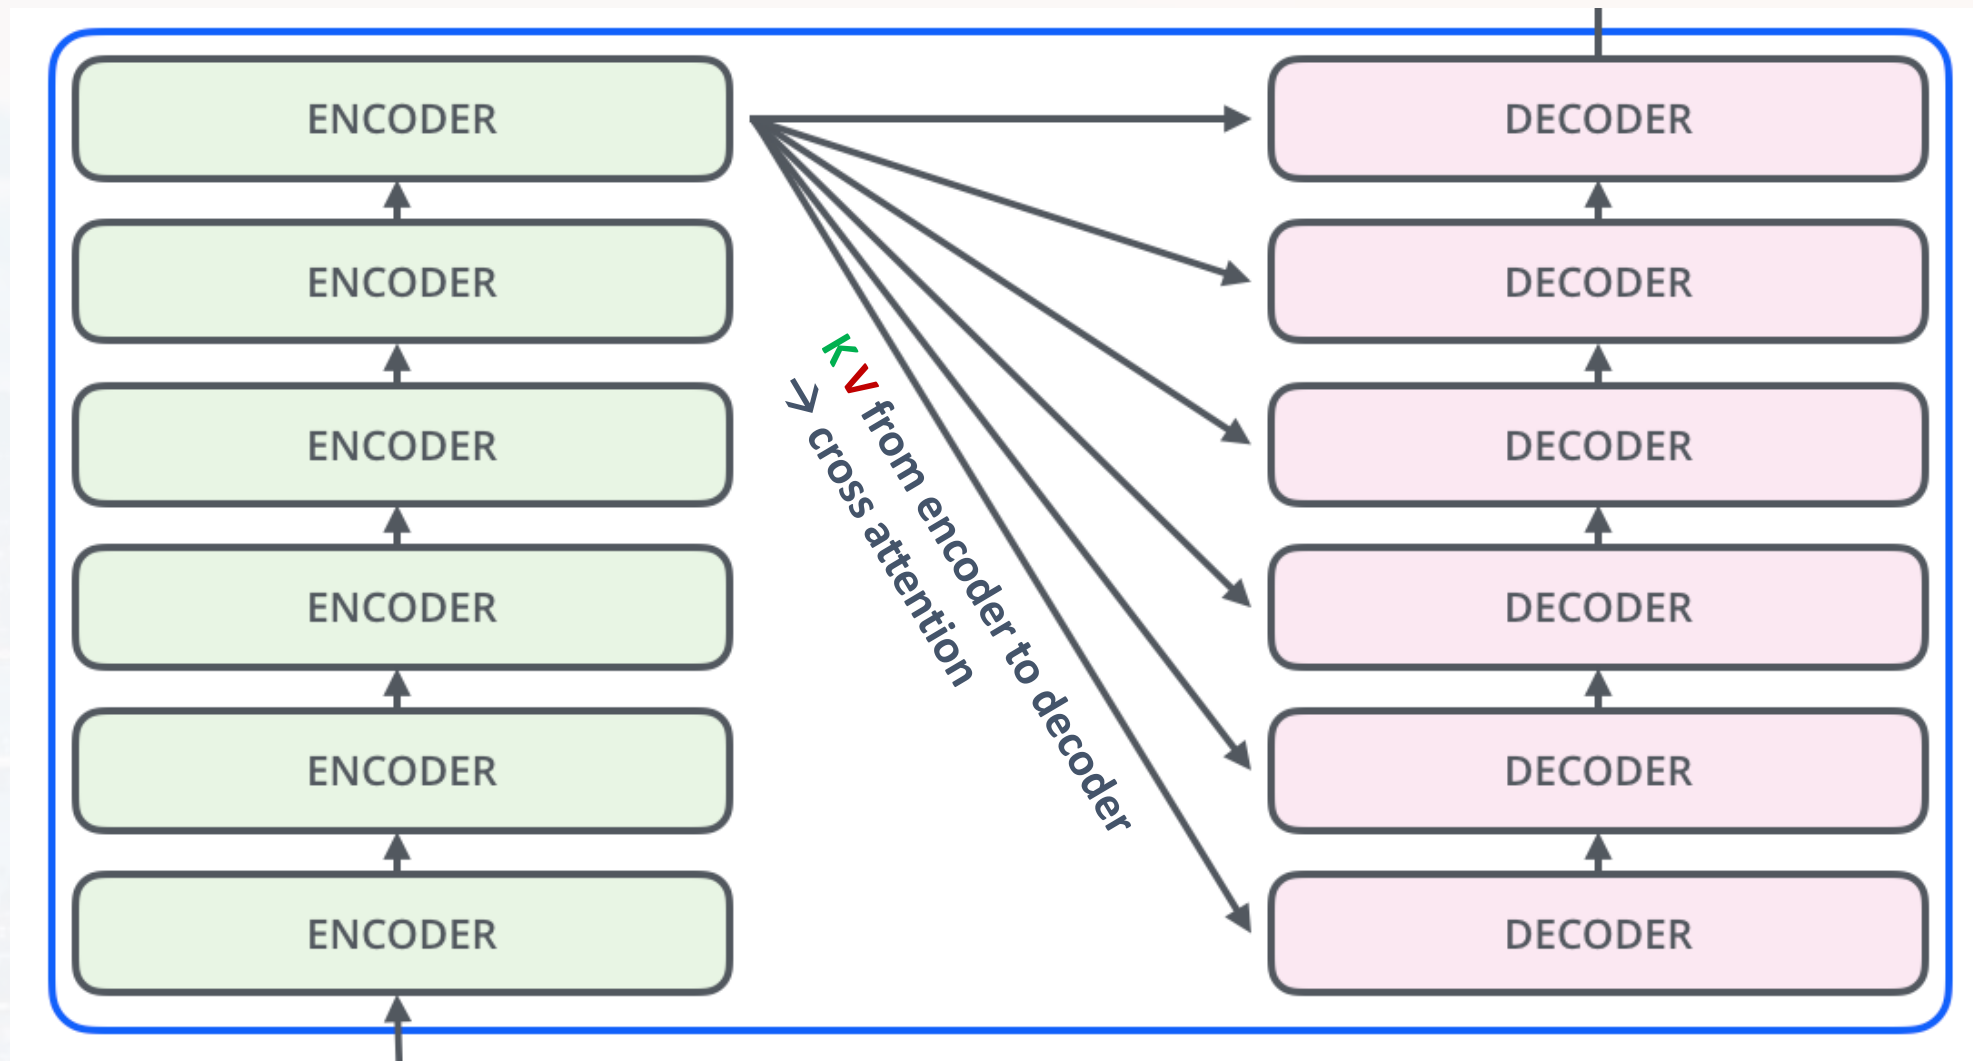 ENCODER
ENCODER
ENCODER
ENCODER
ENCODER
ENCODER
K V from encoder to decoder
→ cross attention
DECODER
DECODER
DECODER
DECODER
DECODER
DECODER